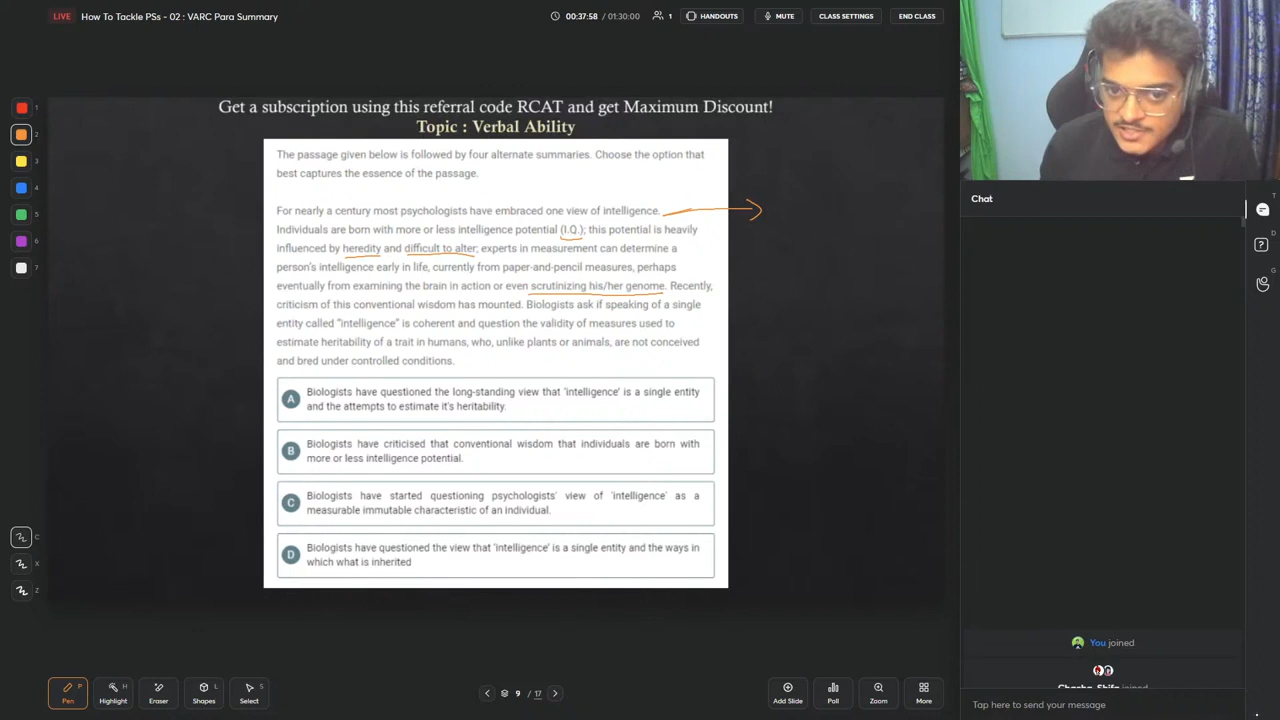 LIVE How To Tackle PSs - 02 : VARC Para Summary 00:37:58 / 01:30:00 1 HANDOUTS MUTE CLASS SETTINGS END CLASS
Get a subscription using this referral code RCAT and get Maximum Discount!
Topic : Verbal Ability
The passage given below is followed by four alternate summaries. Choose the option that
best captures the essence of the passage.
For nearly a century most psychologists have embraced one view of intelligence.
Individuals are born with more or less intelligence potential (I.Q.); this potential is heavily
influenced by heredity and difficult to alter; experts in measurement can determine a
person's intelligence early in life, currently from paper-and-pencil measures, perhaps
eventually from examining the brain in action or even scrutinizing his/her genome. Recently,
criticism of this conventional wisdom has mounted. Biologists ask if speaking of a single
entity called "intelligence" is coherent and question the validity of measures used to
estimate heritability of a trait in humans, who, unlike plants or animals, are not conceived
and bred under controlled conditions.
A Biologists have questioned the long-standing view that 'intelligence' is a single entity
and the attempts to estimate it's heritability.
B Biologists have criticised that conventional wisdom that individuals are born with
more or less intelligence potential.
C Biologists have started questioning psychologists' view of 'intelligence' as a
measurable immutable characteristic of an individual.
D Biologists have questioned the view that 'intelligence' is a single entity and the ways in
which what is inherited
1
2
3
4
5
6
7
C
X
Z
Pen P
Highlight H
Eraser
Shapes L
Select S
9 / 17
Add Slide
Poll
Zoom
More
Chat
T
E
C
You joined
Tap here to send your message